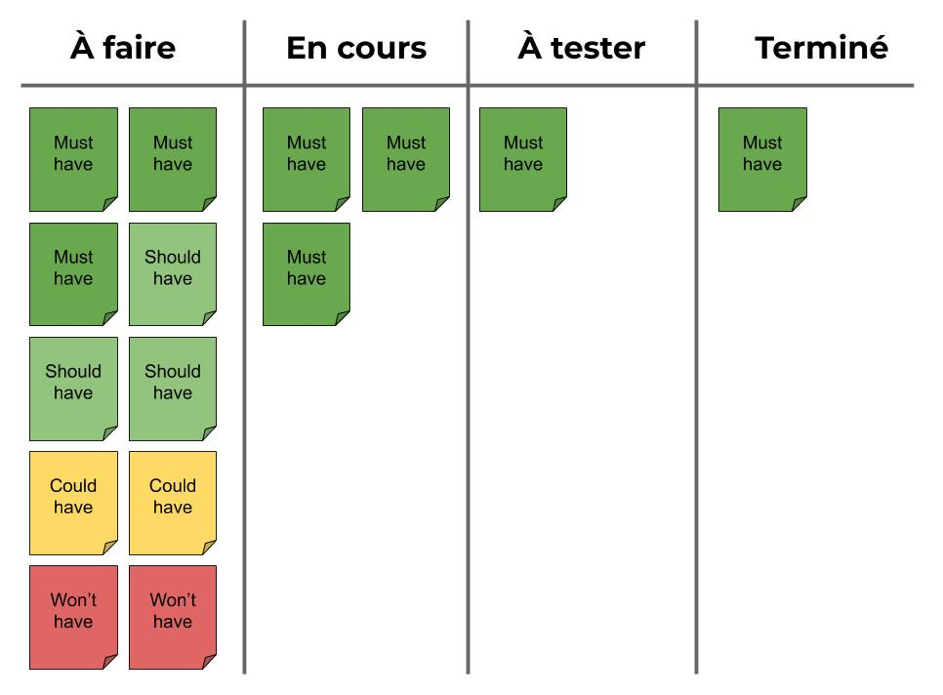 À faire
En cours
À tester
Terminé
Must
have
Must
have
Must
have
Should
have
Should
have
Should
have
Could
have
Could
have
Won't
have
Won't
have
Must
have
Must
have
Must
have
Must
have
Must
have